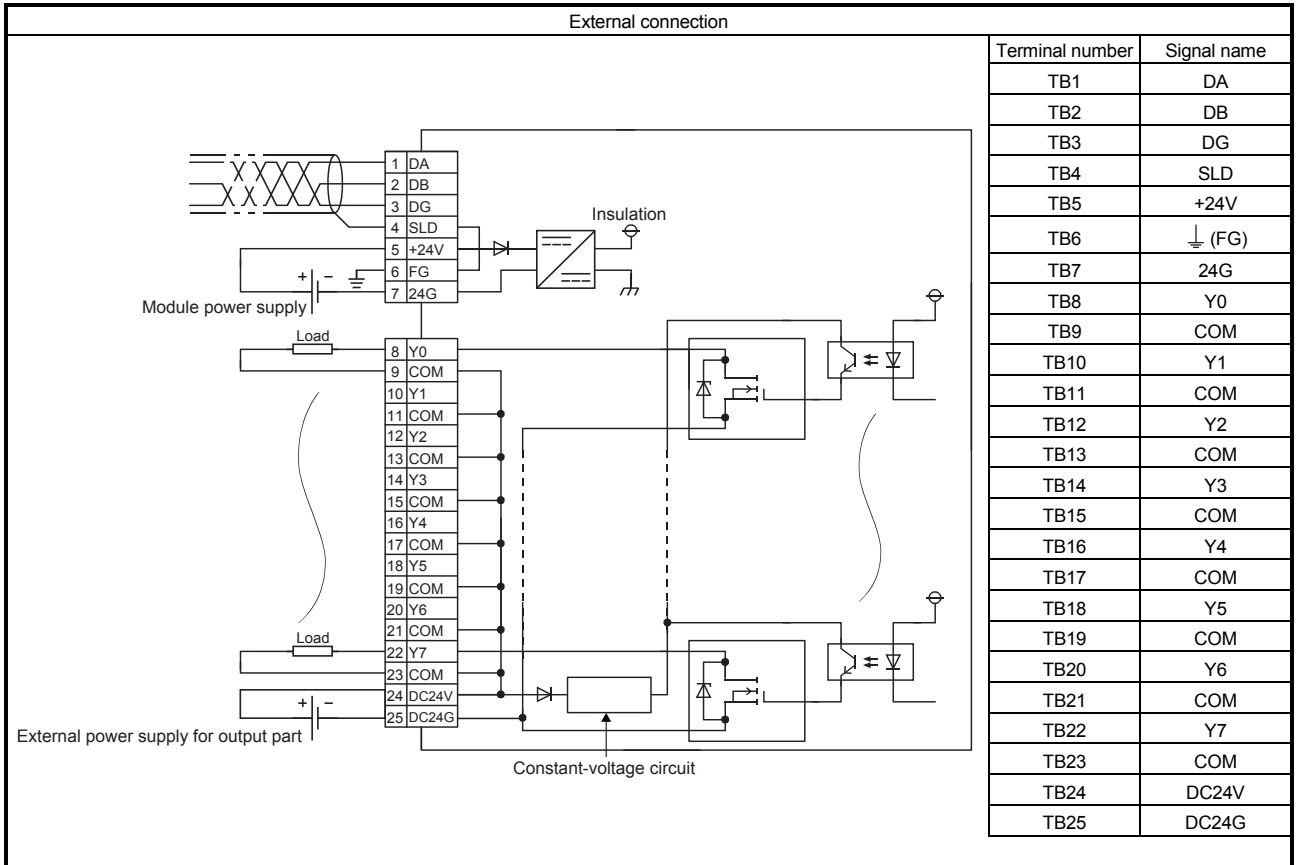 External connection
1 DA
2 DB
3 DG
4 SLD
5 +24V
6 FG
7 24G
Insulation
+ −
Module power supply
Load
8 Y0
9 COM
10 Y1
11 COM
12 Y2
13 COM
14 Y3
15 COM
16 Y4
17 COM
18 Y5
19 COM
20 Y6
21 COM
Load
22 Y7
23 COM
24 DC24V
25 DC24G
+ −
External power supply for output part
Constant-voltage circuit
Terminal number Signal name
TB1 DA
TB2 DB
TB3 DG
TB4 SLD
TB5 +24V
TB6 (FG)
TB7 24G
TB8 Y0
TB9 COM
TB10 Y1
TB11 COM
TB12 Y2
TB13 COM
TB14 Y3
TB15 COM
TB16 Y4
TB17 COM
TB18 Y5
TB19 COM
TB20 Y6
TB21 COM
TB22 Y7
TB23 COM
TB24 DC24V
TB25 DC24G